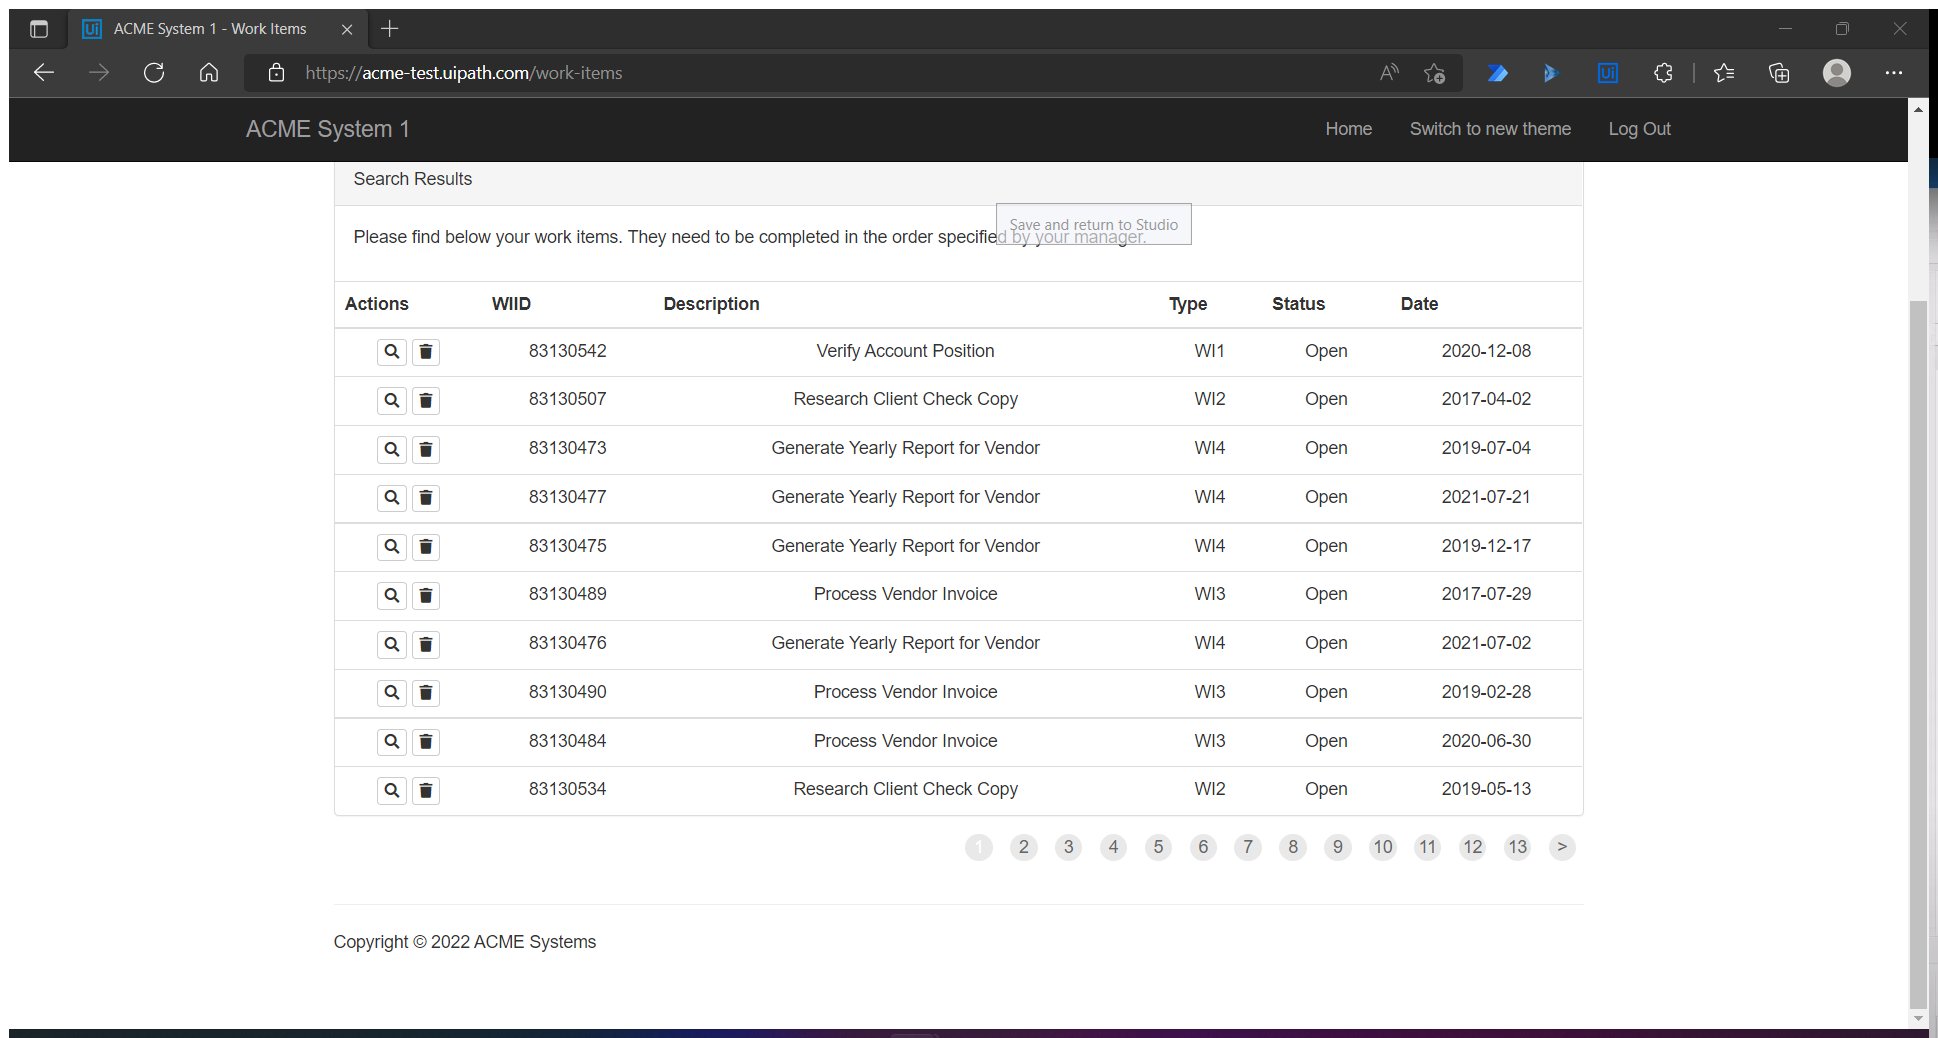 ACME System 1 - Work Items
https://acme-test.uipath.com/work-items
ACME System 1 Home Switch to new theme Log Out
Search Results
Save and return to Studio
Please find below your work items. They need to be completed in the order specified by your manager.
Actions WIID Description Type Status Date
83130542 Verify Account Position WI1 Open 2020-12-08
83130507 Research Client Check Copy WI2 Open 2017-04-02
83130473 Generate Yearly Report for Vendor WI4 Open 2019-07-04
83130477 Generate Yearly Report for Vendor WI4 Open 2021-07-21
83130475 Generate Yearly Report for Vendor WI4 Open 2019-12-17
83130489 Process Vendor Invoice WI3 Open 2017-07-29
83130476 Generate Yearly Report for Vendor WI4 Open 2021-07-02
83130490 Process Vendor Invoice WI3 Open 2019-02-28
83130484 Process Vendor Invoice WI3 Open 2020-06-30
83130534 Research Client Check Copy WI2 Open 2019-05-13
1 2 3 4 5 6 7 8 9 10 11 12 13 >
Copyright © 2022 ACME Systems